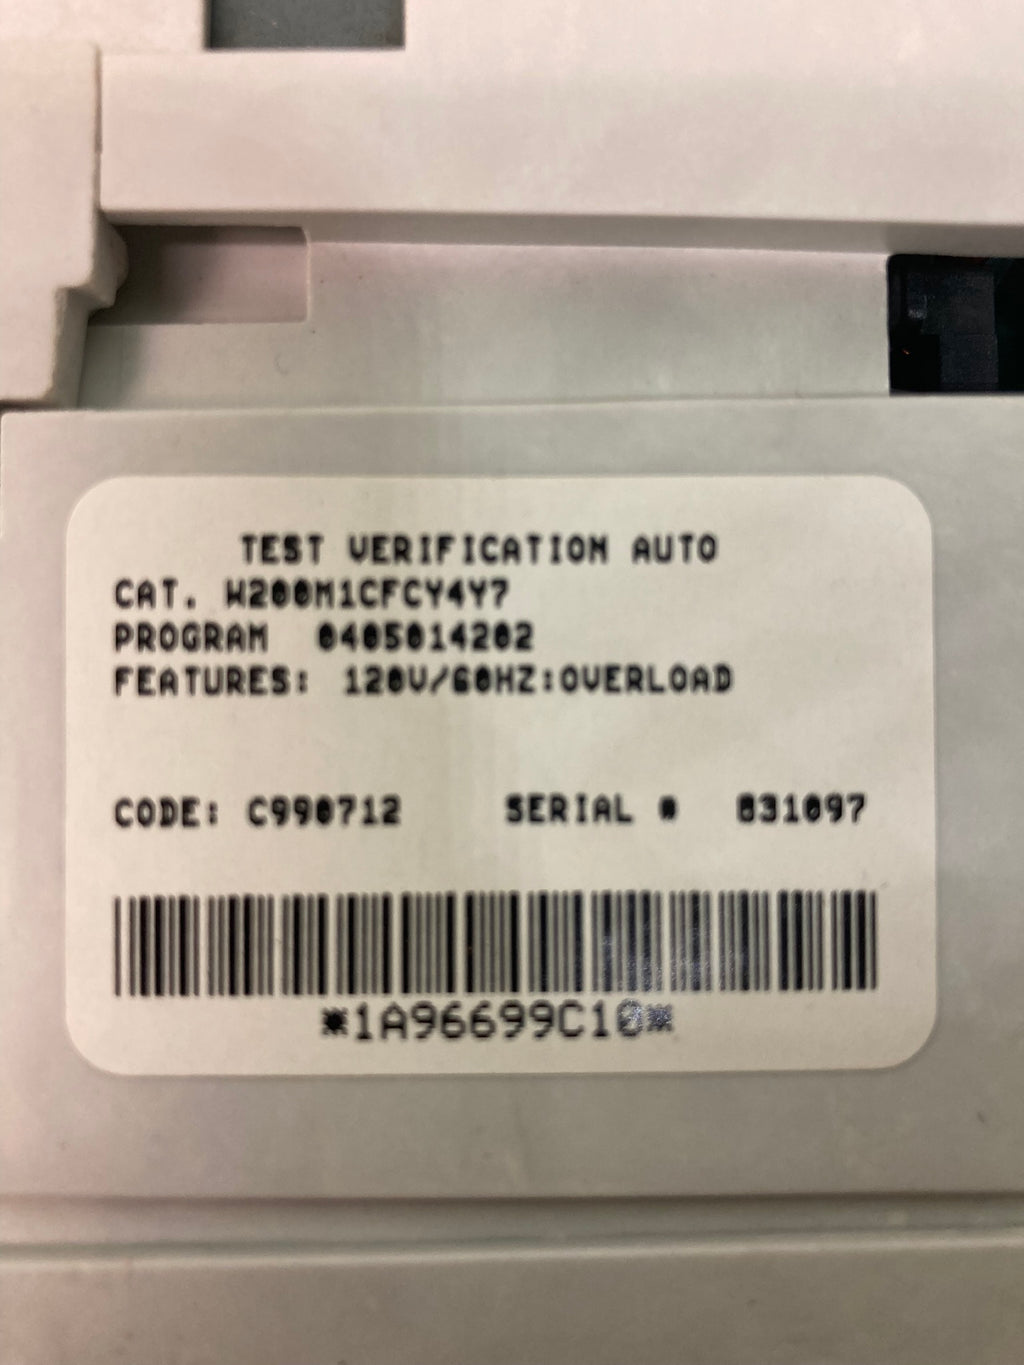 TEST VERIFICATION AUTO
CAT. W200M1CFCY4Y7
PROGRAM 0405014202
FEATURES: 120V/60HZ:OVERLOAD
CODE: C990712 SERIAL # 831097
*1A96699C10*